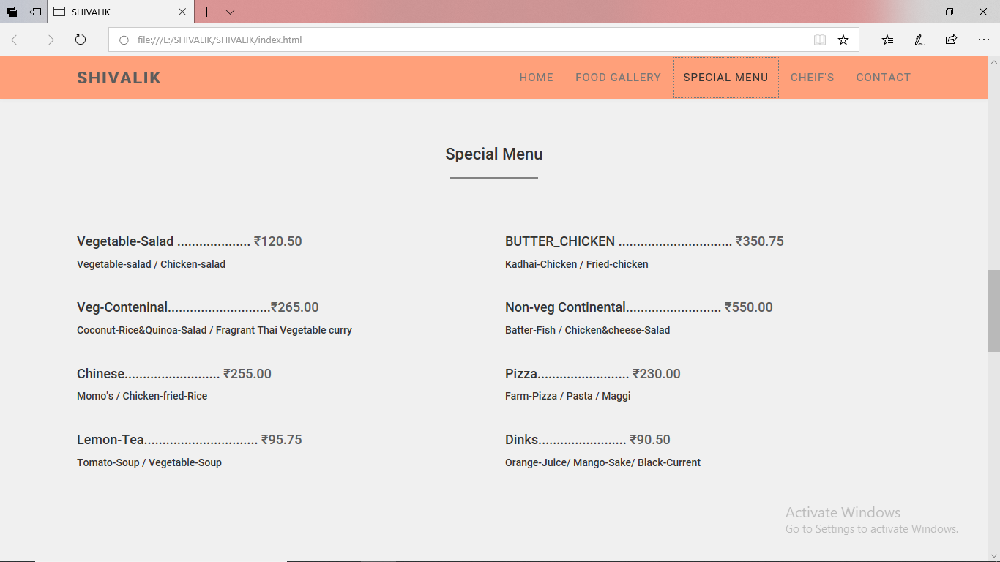 SHIVALIK
file:///E:/SHIVALIK/SHIVALIK/index.html
SHIVALIK
HOME
FOOD GALLERY
SPECIAL MENU
CHEIF'S
CONTACT
Special Menu
Vegetable-Salad .................... ₹120.50
Vegetable-salad / Chicken-salad
BUTTER_CHICKEN ............................... ₹350.75
Kadhai-Chicken / Fried-chicken
Veg-Conteninal............................₹265.00
Coconut-Rice&Quinoa-Salad / Fragrant Thai Vegetable curry
Non-veg Continental.......................... ₹550.00
Batter-Fish / Chicken&cheese-Salad
Chinese.......................... ₹255.00
Momo's / Chicken-fried-Rice
Pizza......................... ₹230.00
Farm-Pizza / Pasta / Maggi
Lemon-Tea............................... ₹95.75
Tomato-Soup / Vegetable-Soup
Dinks........................ ₹90.50
Orange-Juice/ Mango-Sake/ Black-Current
Activate Windows
Go to Settings to activate Windows.